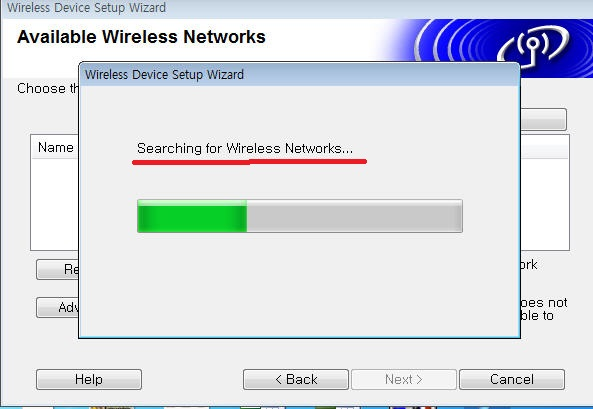 Wireless Device Setup Wizard
Available Wireless Networks
Wireless Device Setup Wizard
Choose th
Searching for Wireless Networks...
Name
Re
ork
Adv
oes not
ble to
Help
< Back
Next >
Cancel